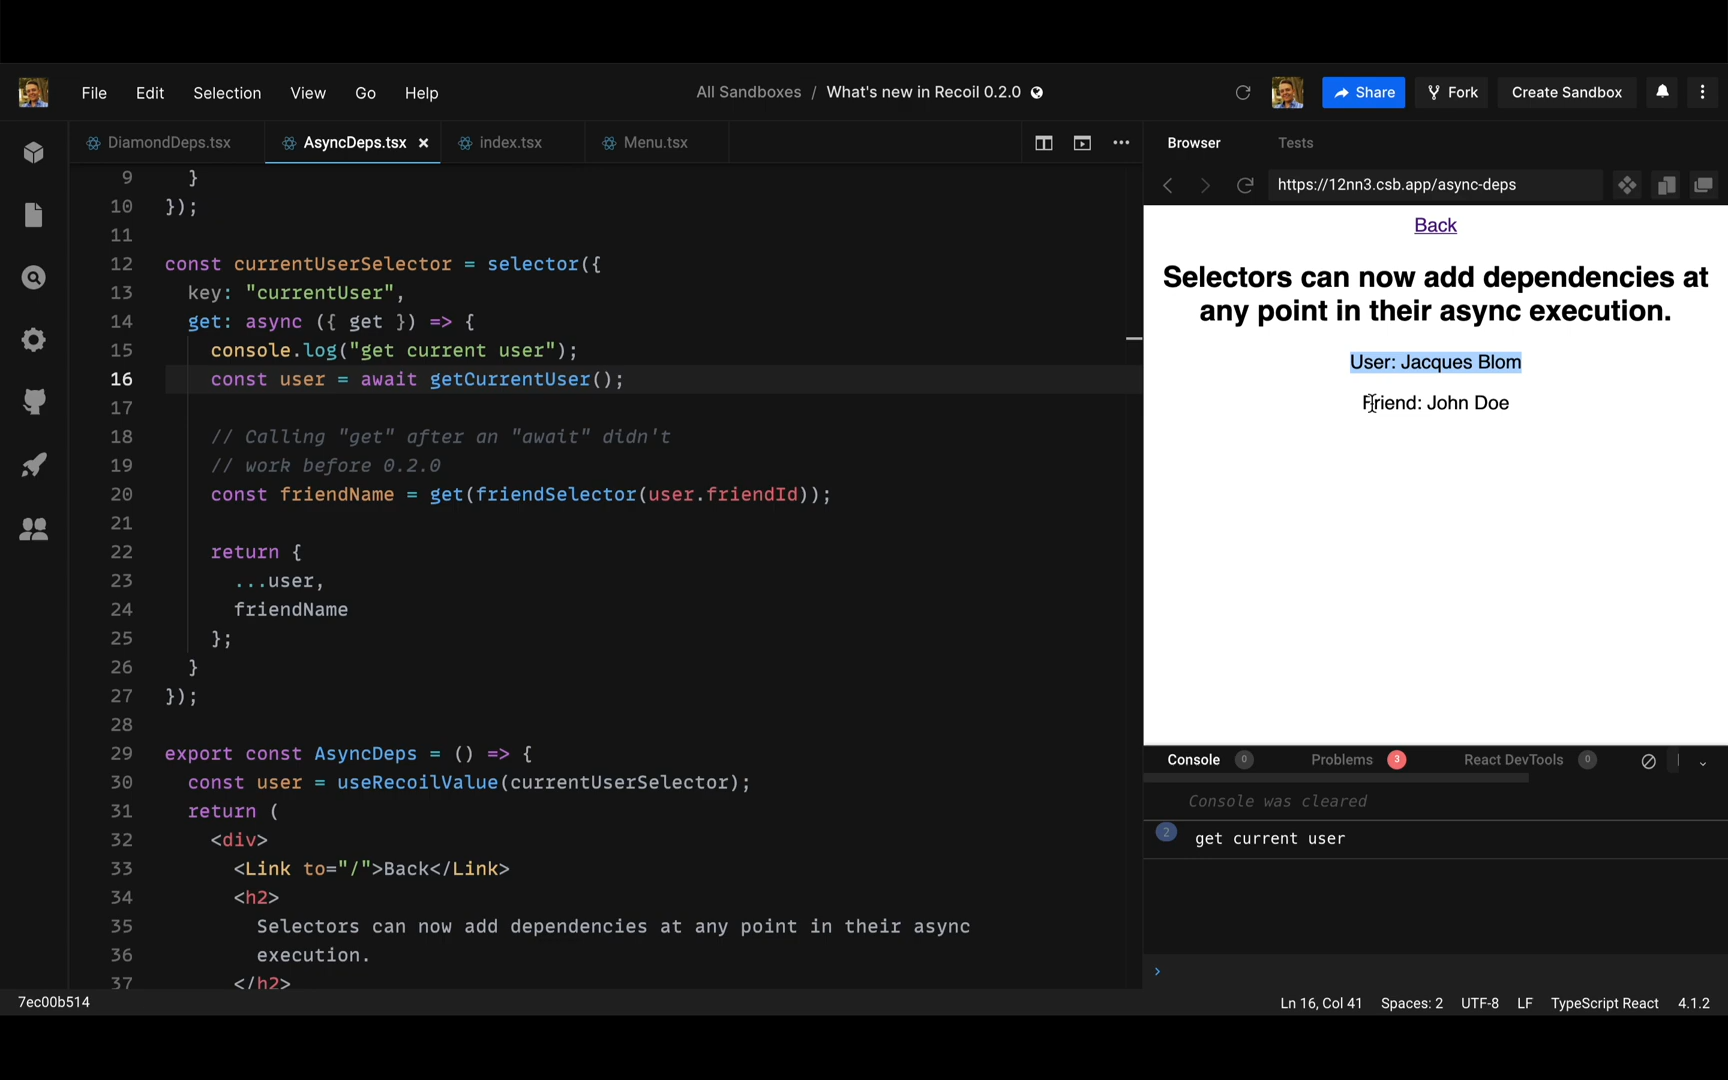 File Edit Selection View Go Help
All Sandboxes / What's new in Recoil 0.2.0
Share Fork Create Sandbox
DiamondDeps.tsx AsyncDeps.tsx index.tsx Menu.tsx
9 }
10 });
11
12 const currentUserSelector = selector({
13 key: "currentUser",
14 get: async ({ get }) => {
15 console.log("get current user");
16 const user = await getCurrentUser();
17
18 // Calling "get" after an "await" didn't
19 // work before 0.2.0
20 const friendName = get(friendSelector(user.friendId));
21
22 return {
23 ...user,
24 friendName
25 };
26 }
27 });
28
29 export const AsyncDeps = () => {
30 const user = useRecoilValue(currentUserSelector);
31 return (
32 <div>
33 <Link to="/">Back</Link>
34 <h2>
35 Selectors can now add dependencies at any point in their async
36 execution.
37 </h2>
Browser Tests
https://12nn3.csb.app/async-deps
Back
Selectors can now add dependencies at
any point in their async execution.
User: Jacques Blom
Friend: John Doe
Console 0 Problems 3 React DevTools 0
Console was cleared
2 get current user
›
7ec00b514
Ln 16, Col 41 Spaces: 2 UTF-8 LF TypeScript React 4.1.2